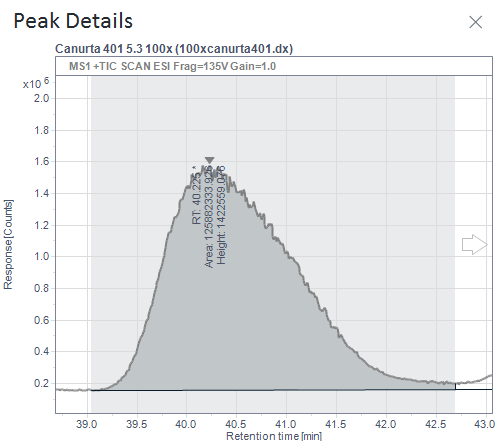 Peak Details
Canurta 401 5.3 100x (100xcanurta401.dx)
MS1 +TIC SCAN ESI Frag=135V Gain=1.0
x10 6
2.0
1.8
1.6
1.4
1.2
1.0
0.8
0.6
0.4
0.2
Response [Counts]
RT: 40.225
Area: 125882333.925
Height: 1422559.076
39.0 39.5 40.0 40.5 41.0 41.5 42.0 42.5 43.0
Retention time [min]